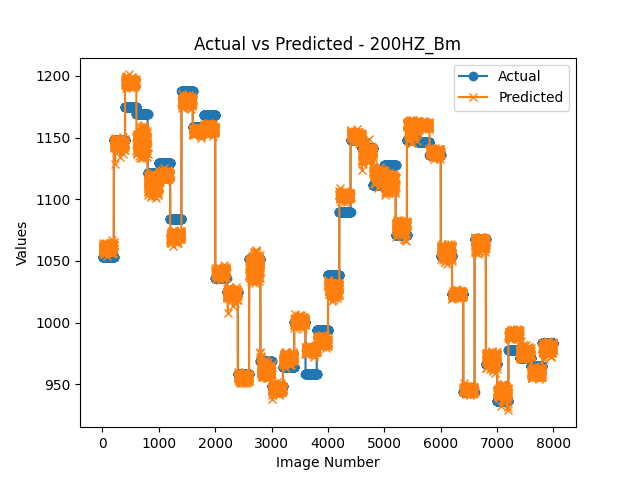 Actual vs Predicted - 200HZ_Bm
Actual
Predicted
Values
1200
1150
1100
1050
1000
950
0 1000 2000 3000 4000 5000 6000 7000 8000
Image Number